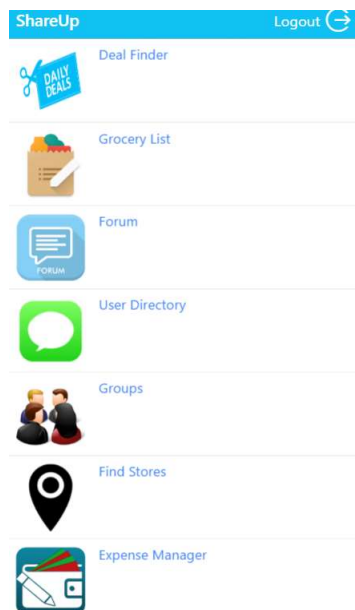 ShareUp
Logout
DAILY
DEALS
Deal Finder
Grocery List
Forum
FORUM
User Directory
Groups
Find Stores
Expense Manager